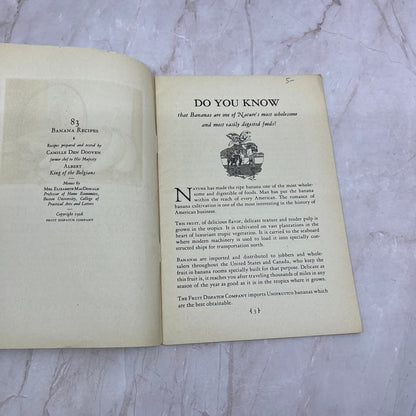 83
BANANA RECIPES
Recipes prepared and tested by
CAMILLE DEN DOOVEN
former chef to His Majesty
ALBERT
King of the Belgians
Menus by
MRS. ELIZABETH MACDONALD
Professor of Home Economics,
Boston University, College of
Practical Arts and Letters
Copyright 1926
FRUIT DISPATCH COMPANY
5-
DO YOU KNOW
that Bananas are one of Nature's most wholesome
and most easily digested foods?
NATURE has made the ripe banana one of the most whole-
some and digestible of foods. Man has put the banana
within the reach of every American. The romance of
banana cultivation is one of the most interesting in the history of
American business.
THIS FRUIT, of delicious flavor, delicate texture and tender pulp is
grown in the tropics. It is cultivated on vast plantations in the
heart of luxuriant tropic vegetation. It is carried to the seaboard
where modern machinery is used to load it into specially con-
structed ships for transportation.
BANANAS are imported and distributed to jobbers and whole-
salers throughout the United States and Canada, who keep the
fruit in banana rooms specially built for that purpose. Delicate as
this fruit is, it reaches you after traveling thousands of miles in any
season of the year as good as it is in the tropics where it grows.
THE FRUIT DISPATCH COMPANY imports UNIFRUITCO bananas which
are the best obtainable.
{3}